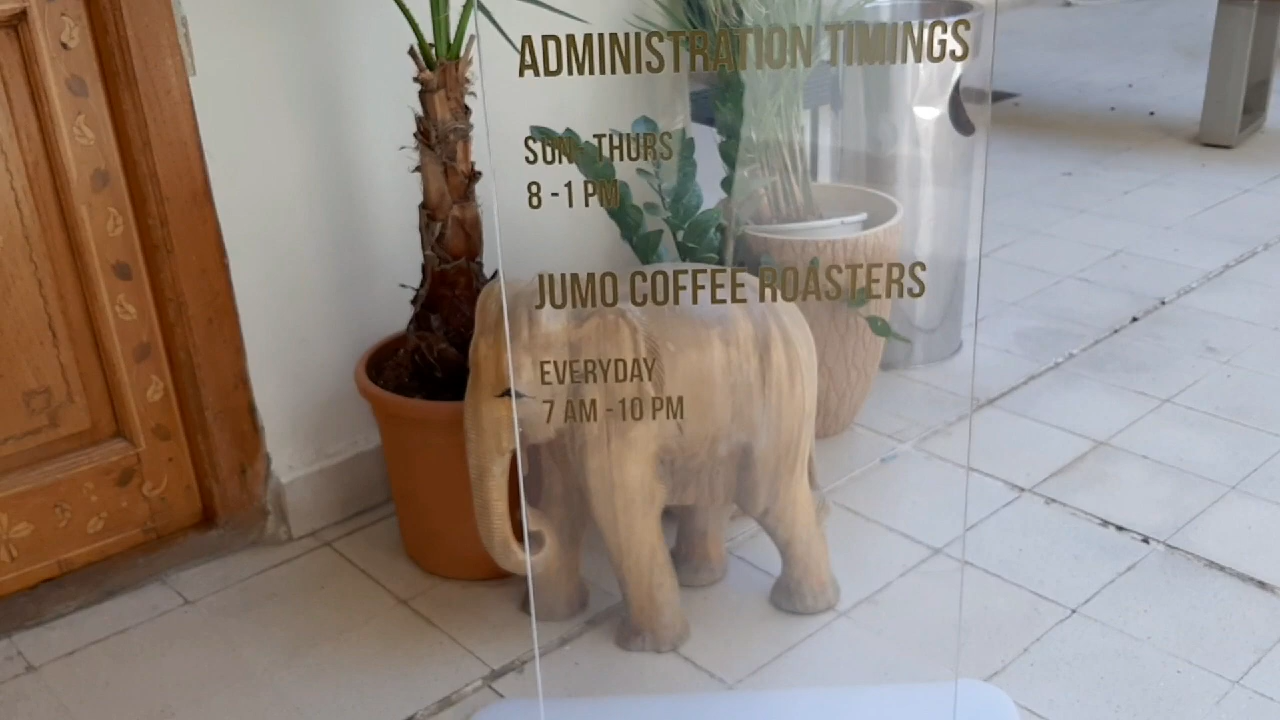 ADMINISTRATION TIMINGS
SUN- THURS
8 -1 PM
JUMO COFFEE ROASTERS
EVERYDAY
7 AM -10 PM